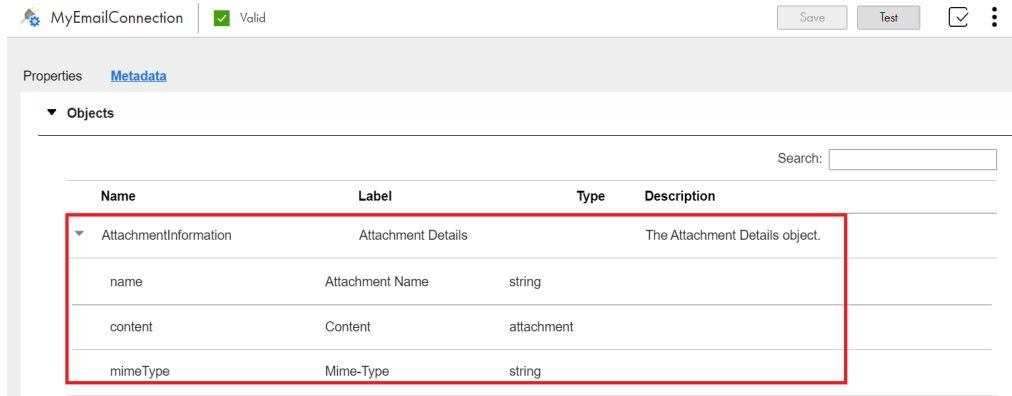 MyEmailConnection Valid Save Test
Properties Metadata
Objects
Search:
Name Label Type Description
AttachmentInformation Attachment Details The Attachment Details object.
name Attachment Name string
content Content attachment
mimeType Mime-Type string